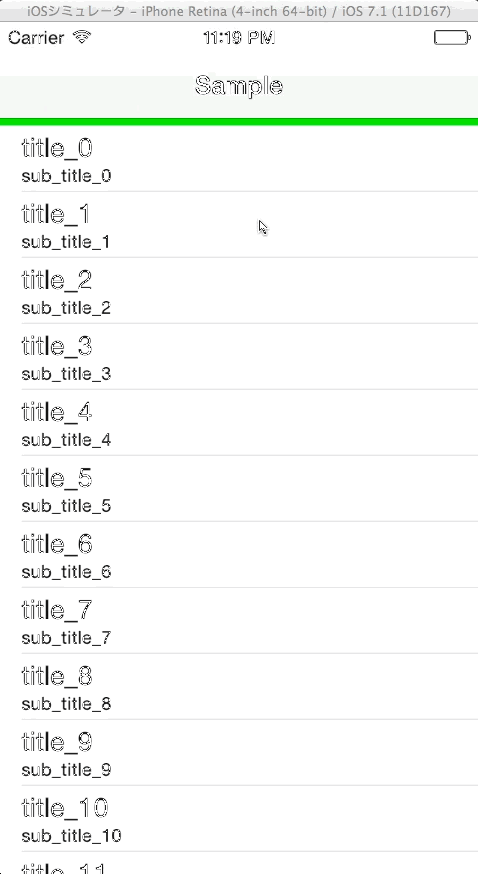 iOSシミュレータ - iPhone Retina (4-inch 64-bit) / iOS 7.1 (11D167)
Carrier 11:19 PM
Sample
title_0
sub_title_0
title_1
sub_title_1
title_2
sub_title_2
title_3
sub_title_3
title_4
sub_title_4
title_5
sub_title_5
title_6
sub_title_6
title_7
sub_title_7
title_8
sub_title_8
title_9
sub_title_9
title_10
sub_title_10
title_11